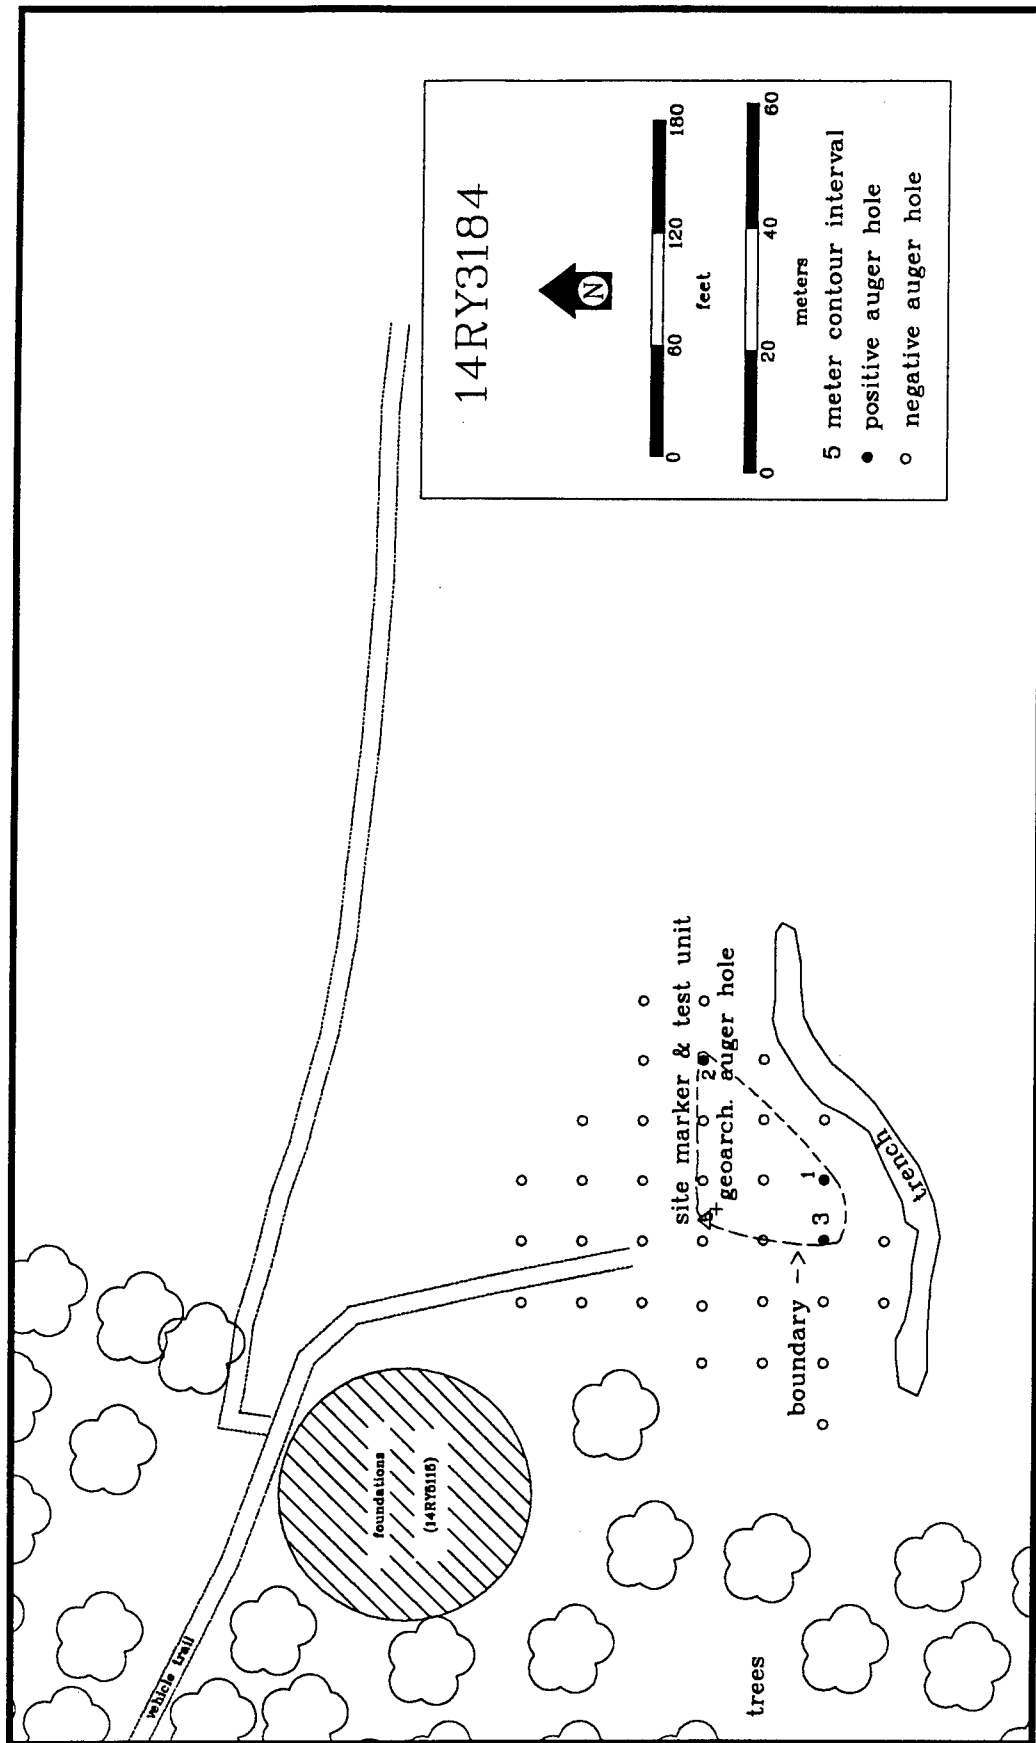 14RY3184
N
0 60 120 180
feet
0 20 40 60
meters
5 meter contour interval
positive auger hole
negative auger hole
vehicle trail
foundations
(14RY5115)
site marker & test unit
geoarch. auger hole
2
1
3
boundary -->
trench
trees